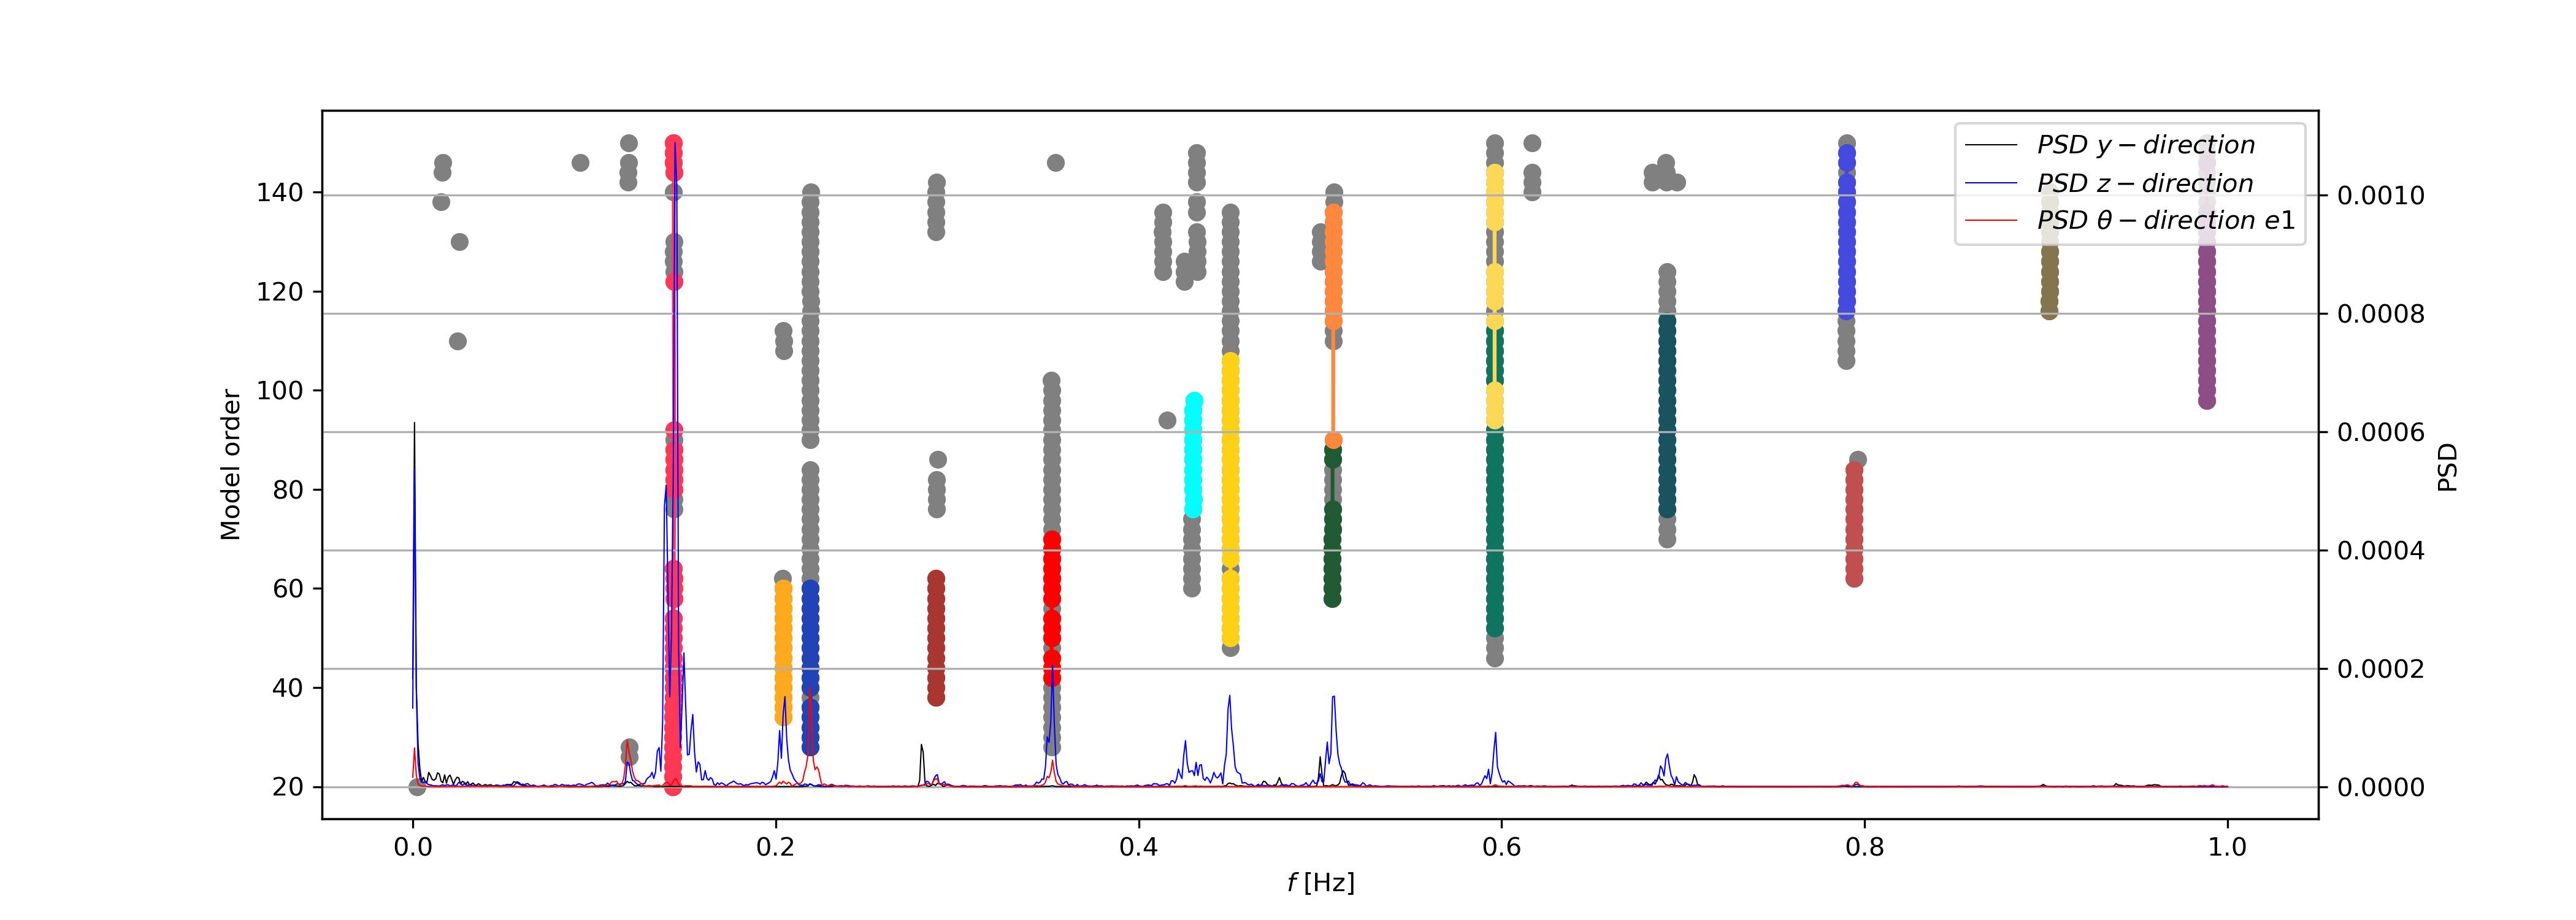 PSD y − direction
PSD z − direction
PSD θ − direction e1
140
120
100
80
60
40
20
Model order
0.0010
0.0008
0.0006
0.0004
0.0002
0.0000
PSD
0.0 0.2 0.4 0.6 0.8 1.0
f [Hz]